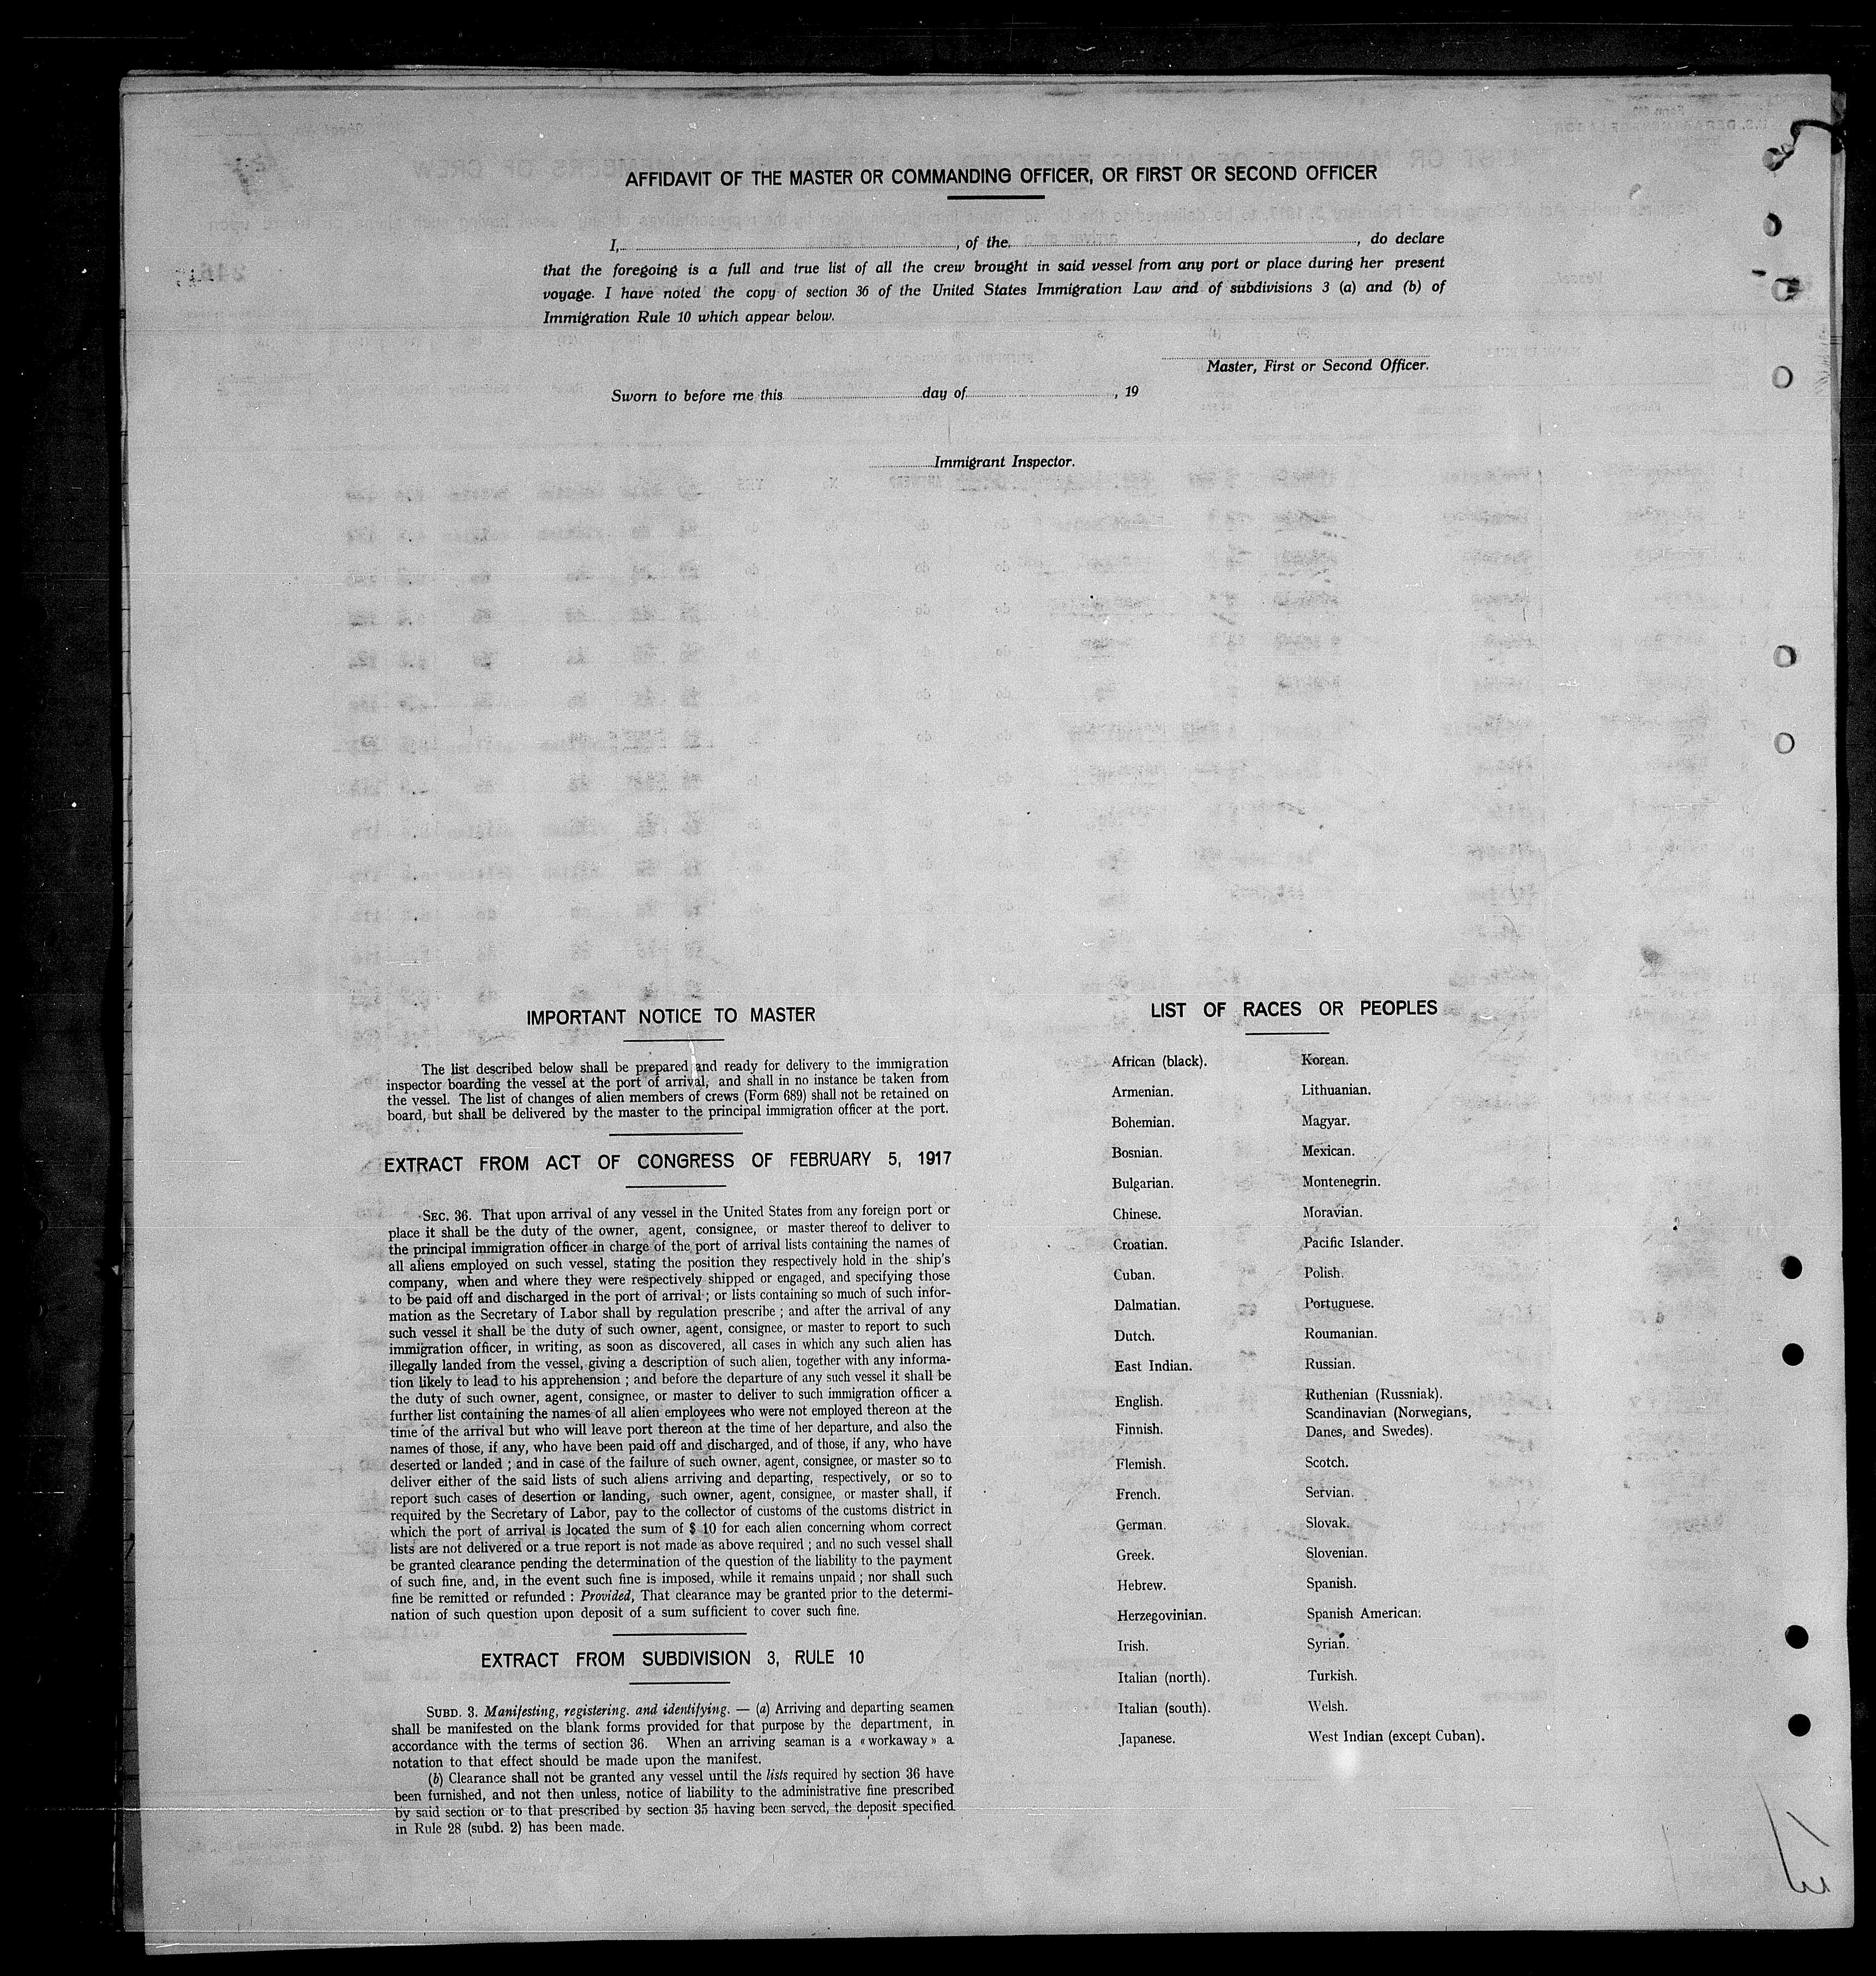 AFFIDAVIT OF THE MASTER OR COMMANDING OFFICER, OR FIRST OR SECOND OFFICER
I, , of the , do declare
that the foregoing is a full and true list of all the crew brought in said vessel from any port or place during her present
voyage. I have noted the copy of section 36 of the United States Immigration Law and of subdivisions 3 (a) and (b) of
Immigration Rule 10 which appear below.
Master, First or Second Officer.
Sworn to before me this day of , 19
Immigrant Inspector.
IMPORTANT NOTICE TO MASTER
The list described below shall be prepared and ready for delivery to the immigration
inspector boarding the vessel at the port of arrival, and shall in no instance be taken from
the vessel. The list of changes of alien members of crews (Form 689) shall not be retained on
board, but shall be delivered by the master to the principal immigration officer at the port.
EXTRACT FROM ACT OF CONGRESS OF FEBRUARY 5, 1917
SEC. 36. That upon arrival of any vessel in the United States from any foreign port or
place it shall be the duty of the owner, agent, consignee, or master thereof to deliver to
the principal immigration officer in charge of the port of arrival lists containing the names of
all aliens employed on such vessel, stating the position they respectively hold in the ship's
company, when and where they were respectively shipped or engaged, and specifying those
to be paid off and discharged in the port of arrival ; or lists containing so much of such infor-
mation as the Secretary of Labor shall by regulation prescribe ; and after the arrival of any
such vessel it shall be the duty of such owner, agent, consignee, or master to report to such
immigration officer, in writing, as soon as discovered, all cases in which any such alien has
illegally landed from the vessel, giving a description of such alien, together with any informa-
tion likely to lead to his apprehension ; and before the departure of any such vessel it shall be
the duty of such owner, agent, consignee, or master to deliver to such immigration officer a
further list containing the names of all alien employees who were not employed thereon at the
time of the arrival but who will leave port thereon at the time of her departure, and also the
names of those, if any, who have been paid off and discharged, and of those, if any, who have
deserted or landed ; and in case of the failure of such owner, agent, consignee, or master so to
deliver either of the said lists of such aliens arriving and departing, respectively, or so to
report such cases of desertion or landing, such owner, agent, consignee, or master shall, if
required by the Secretary of Labor, pay to the collector of customs of the customs district in
which the port of arrival is located the sum of $ 10 for each alien concerning whom correct
lists are not delivered or a true report is not made as above required ; and no such vessel shall
be granted clearance pending the determination of the question of the liability to the payment
of such fine, and, in the event such fine is imposed, while it remains unpaid ; nor shall such
fine be remitted or refunded : Provided, That clearance may be granted prior to the determi-
nation of such question upon deposit of a sum sufficient to cover such fine.
EXTRACT FROM SUBDIVISION 3, RULE 10
SUBD. 3. Manifesting, registering. and identifying. — (a) Arriving and departing seamen
shall be manifested on the blank forms provided for that purpose by the department, in
accordance with the terms of section 36. When an arriving seaman is a « workaway » a
notation to that effect should be made upon the manifest.
(b) Clearance shall not be granted any vessel until the lists required by section 36 have
been furnished, and not then unless, notice of liability to the administrative fine prescribed
by said section or to that prescribed by section 35 having been served, the deposit specified
in Rule 28 (subd. 2) has been made.
LIST OF RACES OR PEOPLES
African (black).
Armenian.
Bohemian.
Bosnian.
Bulgarian.
Chinese.
Croatian.
Cuban.
Dalmatian.
Dutch.
East Indian.
English.
Finnish.
Flemish.
French.
German.
Greek.
Hebrew.
Herzegovinian.
Irish.
Italian (north).
Italian (south).
Japanese.
Korean.
Lithuanian.
Magyar.
Mexican.
Montenegrin.
Moravian.
Pacific Islander.
Polish.
Portuguese.
Roumanian.
Russian.
Ruthenian (Russniak).
Scandinavian (Norwegians,
Danes, and Swedes).
Scotch.
Servian.
Slovak.
Slovenian.
Spanish.
Spanish American.
Syrian.
Turkish.
Welsh.
West Indian (except Cuban).